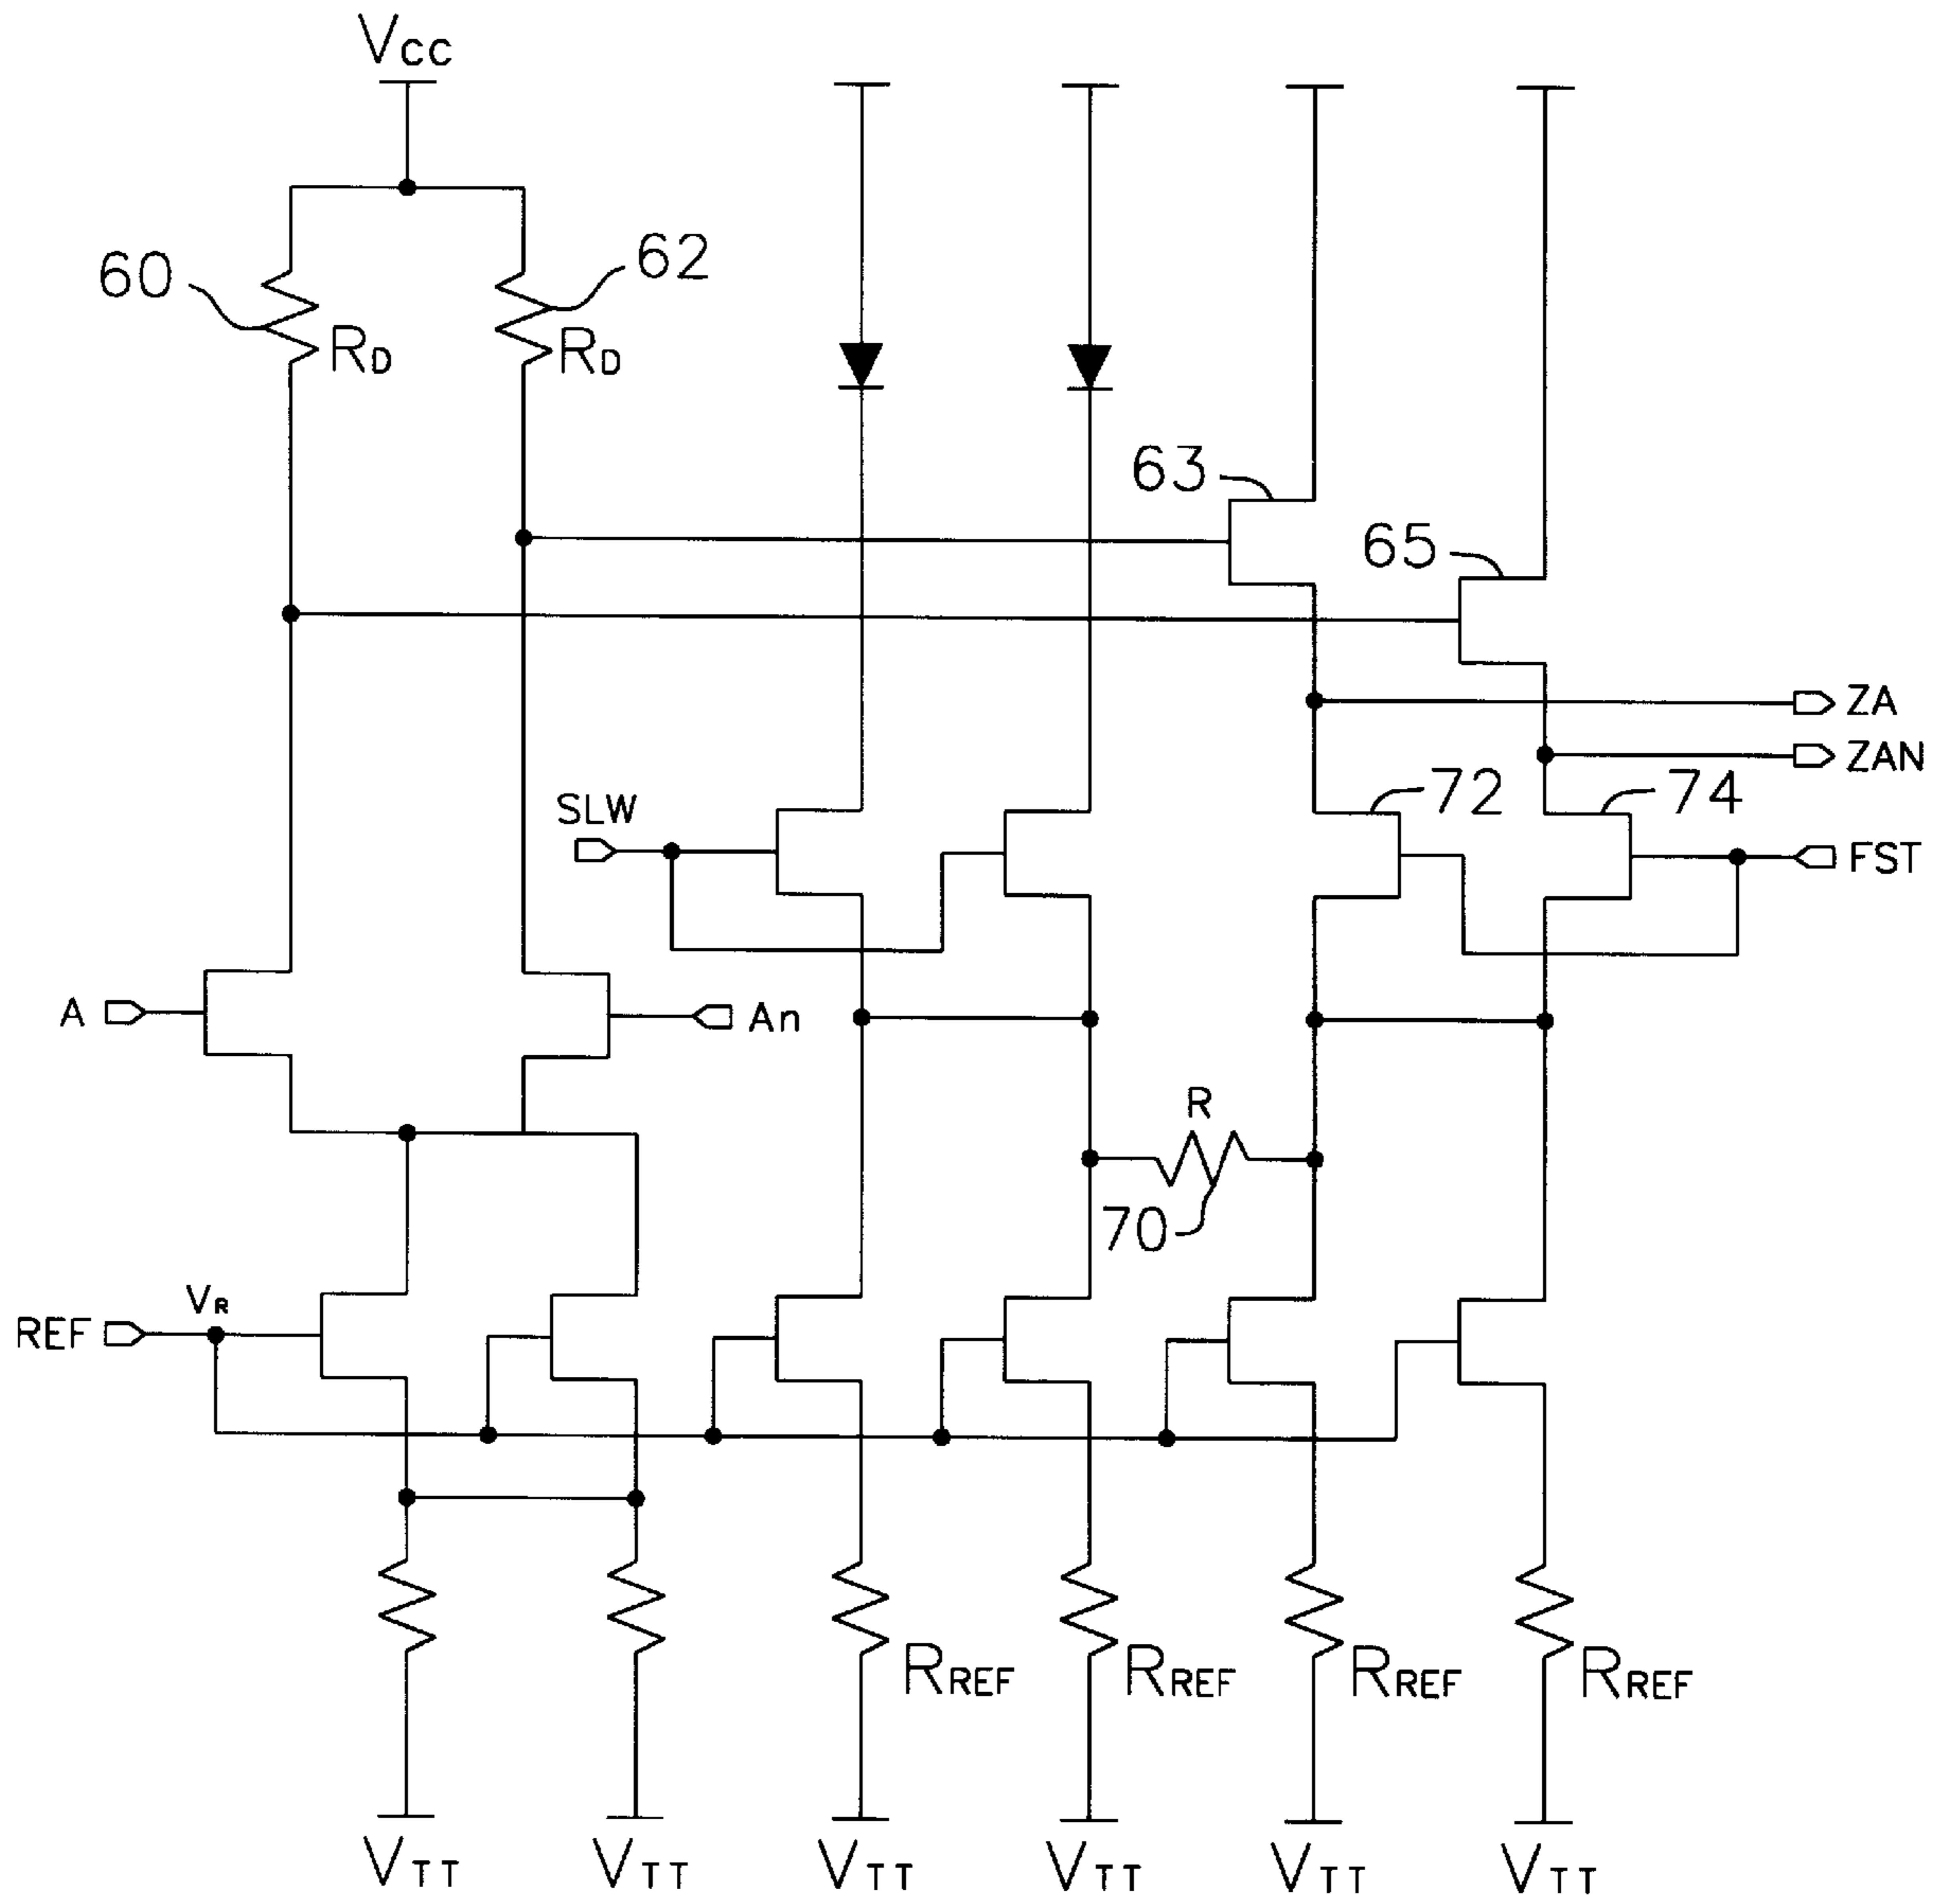 Vcc
60
RD
62
RD
63
65
ZA
ZAN
SLW
72
74
FST
A
An
R
70
REF
VR
RREF
RREF
RREF
RREF
VTT
VTT
VTT
VTT
VTT
VTT